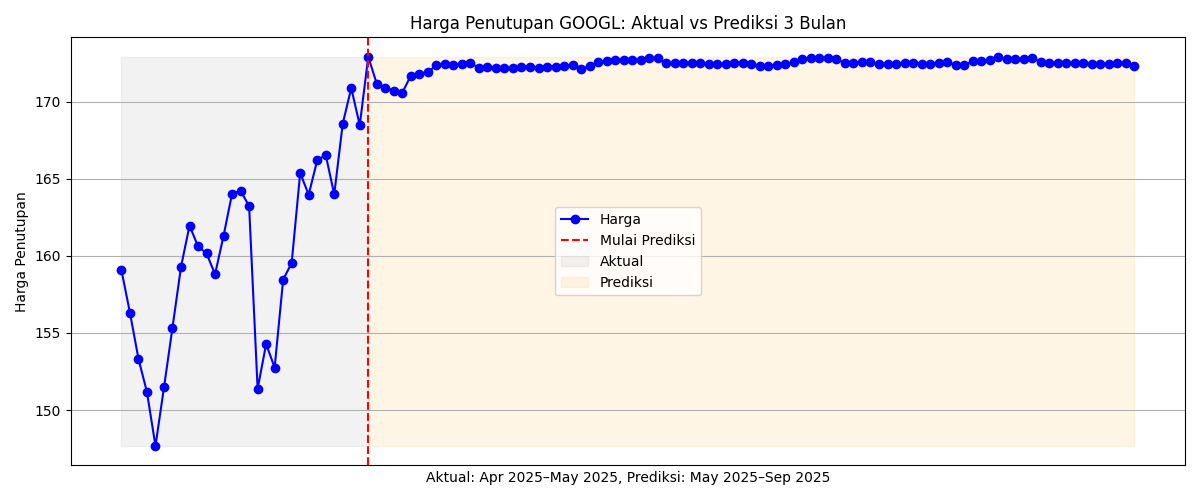 Harga Penutupan GOOGL: Aktual vs Prediksi 3 Bulan
Harga Penutupan
170
165
160
155
150
Harga
Mulai Prediksi
Aktual
Prediksi
Aktual: Apr 2025–May 2025, Prediksi: May 2025–Sep 2025